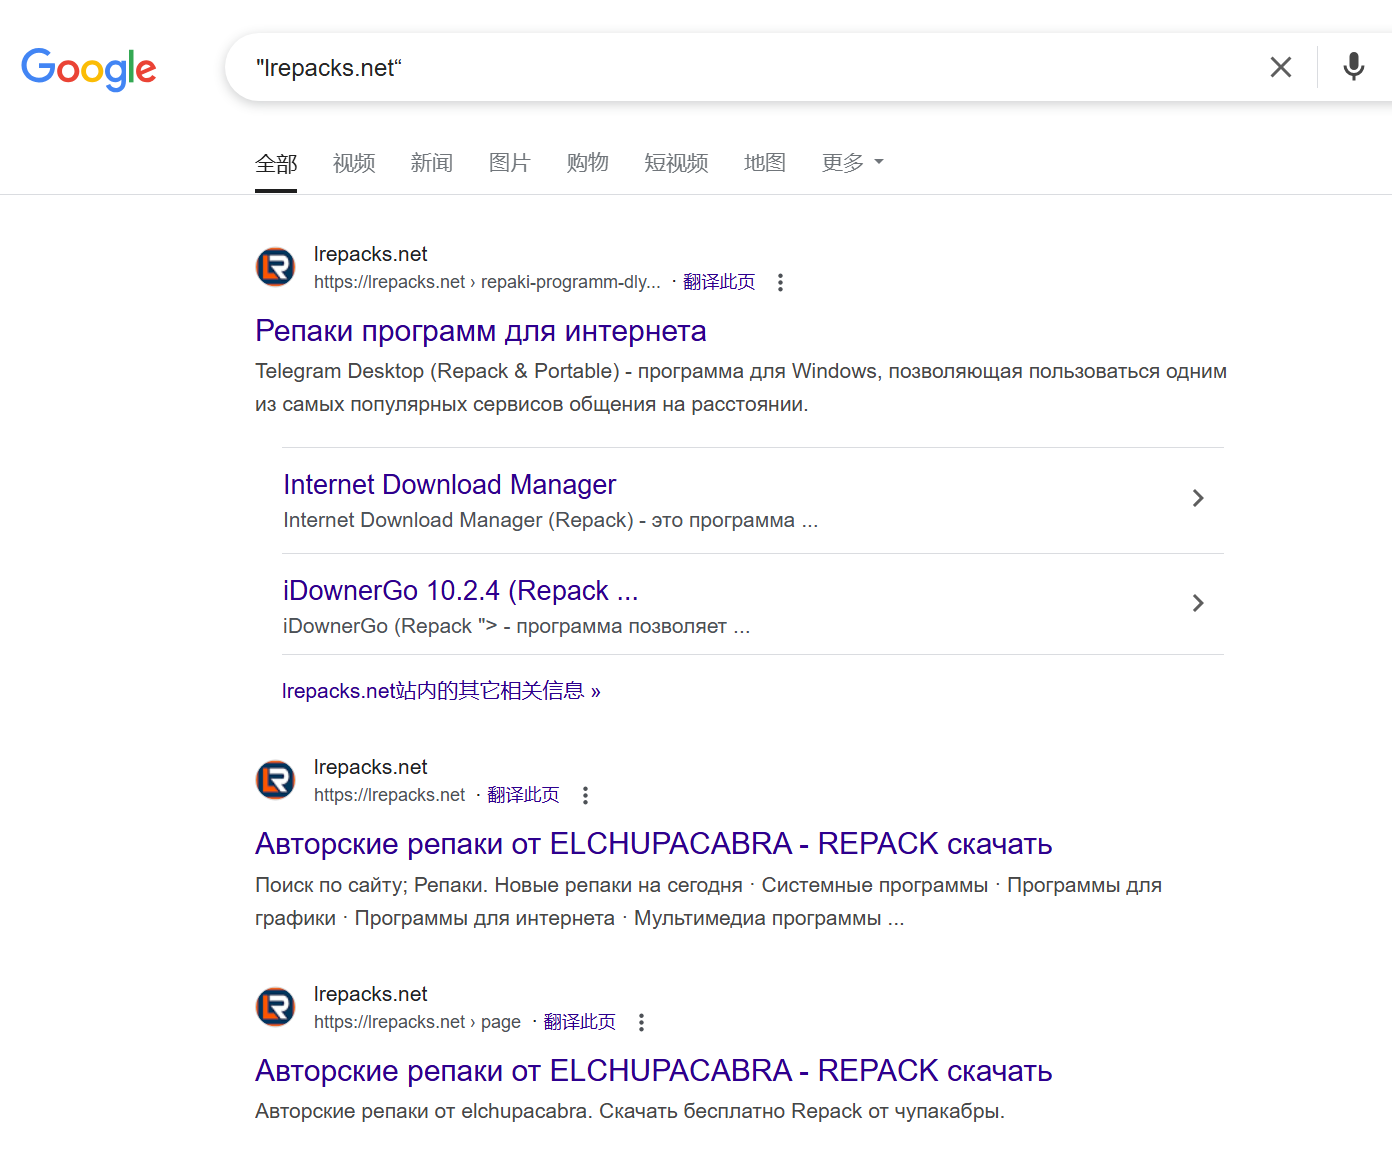 Google
"lrepacks.net“
全部 视频 新闻 图片 购物 短视频 地图 更多
lrepacks.net
https://lrepacks.net › repaki-programm-dly... · 翻译此页
Репаки программ для интернета
Telegram Desktop (Repack & Portable) - программа для Windows, позволяющая пользоваться одним
из самых популярных сервисов общения на расстоянии.
Internet Download Manager
Internet Download Manager (Repack) - это программа ...
iDownerGo 10.2.4 (Repack ...
iDownerGo (Repack "> - программа позволяет ...
lrepacks.net站内的其它相关信息 »
lrepacks.net
https://lrepacks.net · 翻译此页
Авторские репаки от ELCHUPACABRA - REPACK скачать
Поиск по сайту; Репаки. Новые репаки на сегодня · Системные программы · Программы для
графики · Программы для интернета · Мультимедиа программы ...
lrepacks.net
https://lrepacks.net › page · 翻译此页
Авторские репаки от ELCHUPACABRA - REPACK скачать
Авторские репаки от elchupacabra. Скачать бесплатно Repack от чупакабры.